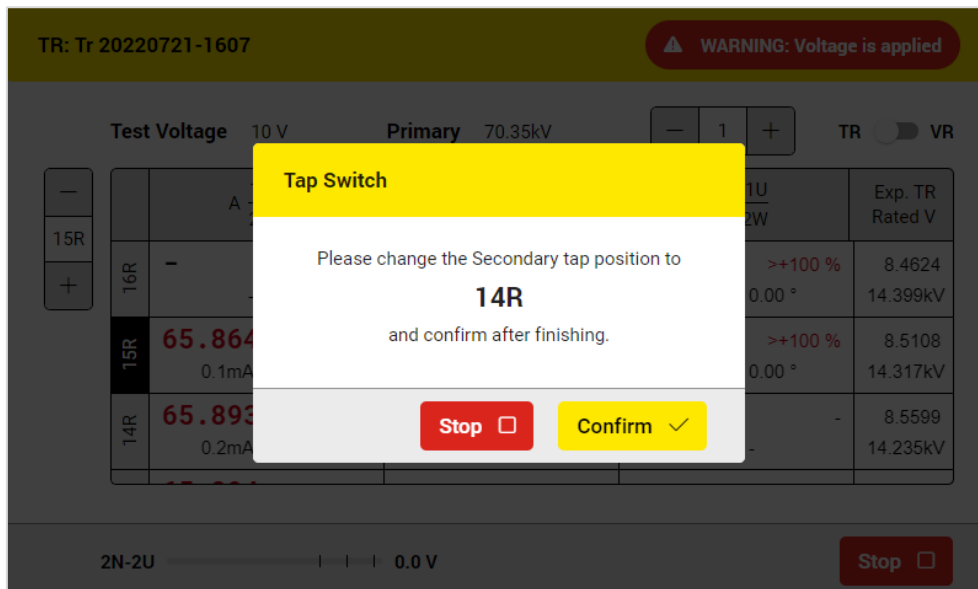 TR: Tr 20220721-1607
WARNING: Voltage is applied
Test Voltage 10 V Primary 70.35kV 1 TR VR
15R
A
1U
2W
Exp. TR
Rated V
Tap Switch
Please change the Secondary tap position to
14R
and confirm after finishing.
Stop
Confirm
16R - >+100 % 8.4624
0.00 ° 14.399kV
15R 65.864 >+100 % 8.5108
0.1mA 0.00 ° 14.317kV
14R 65.893 - 8.5599
0.2mA - 14.235kV
2N-2U 0.0 V
Stop